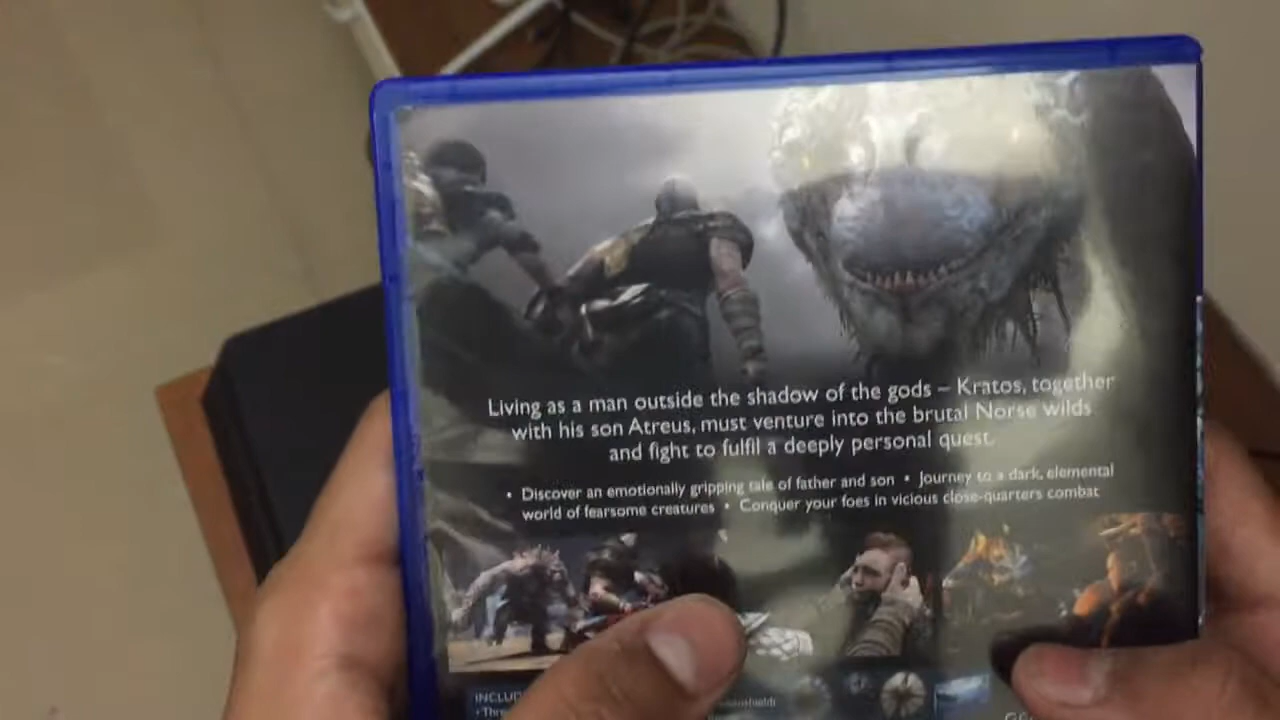 Living as a man outside the shadow of the gods – Kratos, together
with his son Atreus, must venture into the brutal Norse wilds
and fight to fulfil a deeply personal quest.
• Discover an emotionally gripping tale of father and son • Journey to a dark, elemental
world of fearsome creatures • Conquer your foes in vicious close-quarters combat